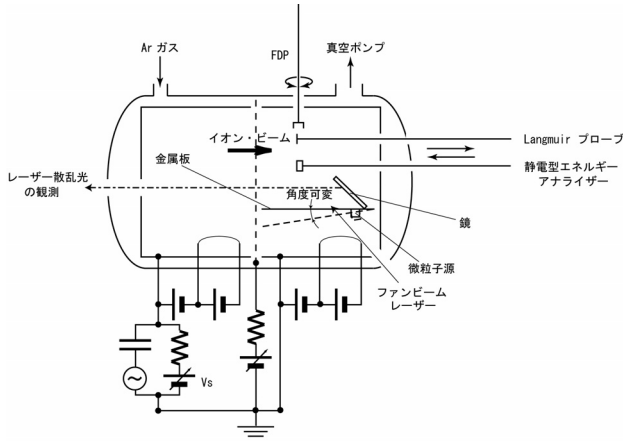 Ar ガス
FDP
真空ポンプ
イオン・ビーム
Langmuir プローブ
金属板
静電型エネルギー
アナライザー
レーザー散乱光
の観測
角度可変
鏡
微粒子源
ファンビーム
レーザー
Vs